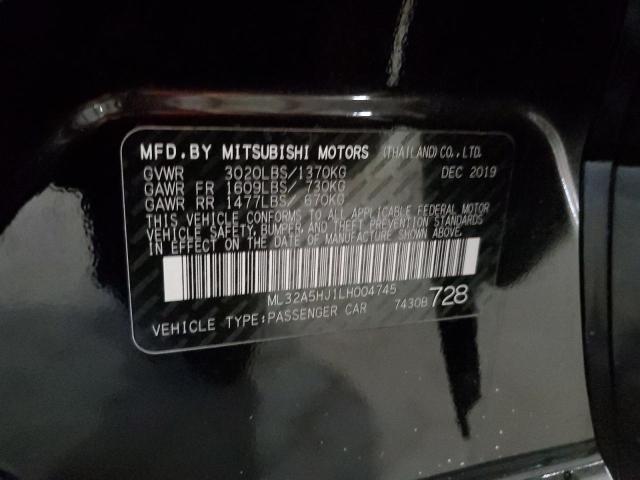 MFD.BY MITSUBISHI MOTORS (THAILAND)CO.,LTD.
GVWR 3020LBS/1370KG DEC 2019
GAWR FR 1609LBS/ 730KG
GAWR RR 1477LBS/ 670KG
THIS VEHICLE CONFORMS TO ALL APPLICABLE FEDERAL MOTOR
VEHICLE SAFETY, BUMPER, AND THEFT PREVENTION STANDARDS
IN EFFECT ON THE DATE OF MANUFACTURE SHOWN ABOVE.
ML32A5HJ1LH004745
VEHICLE TYPE:PASSENGER CAR 7430B 728